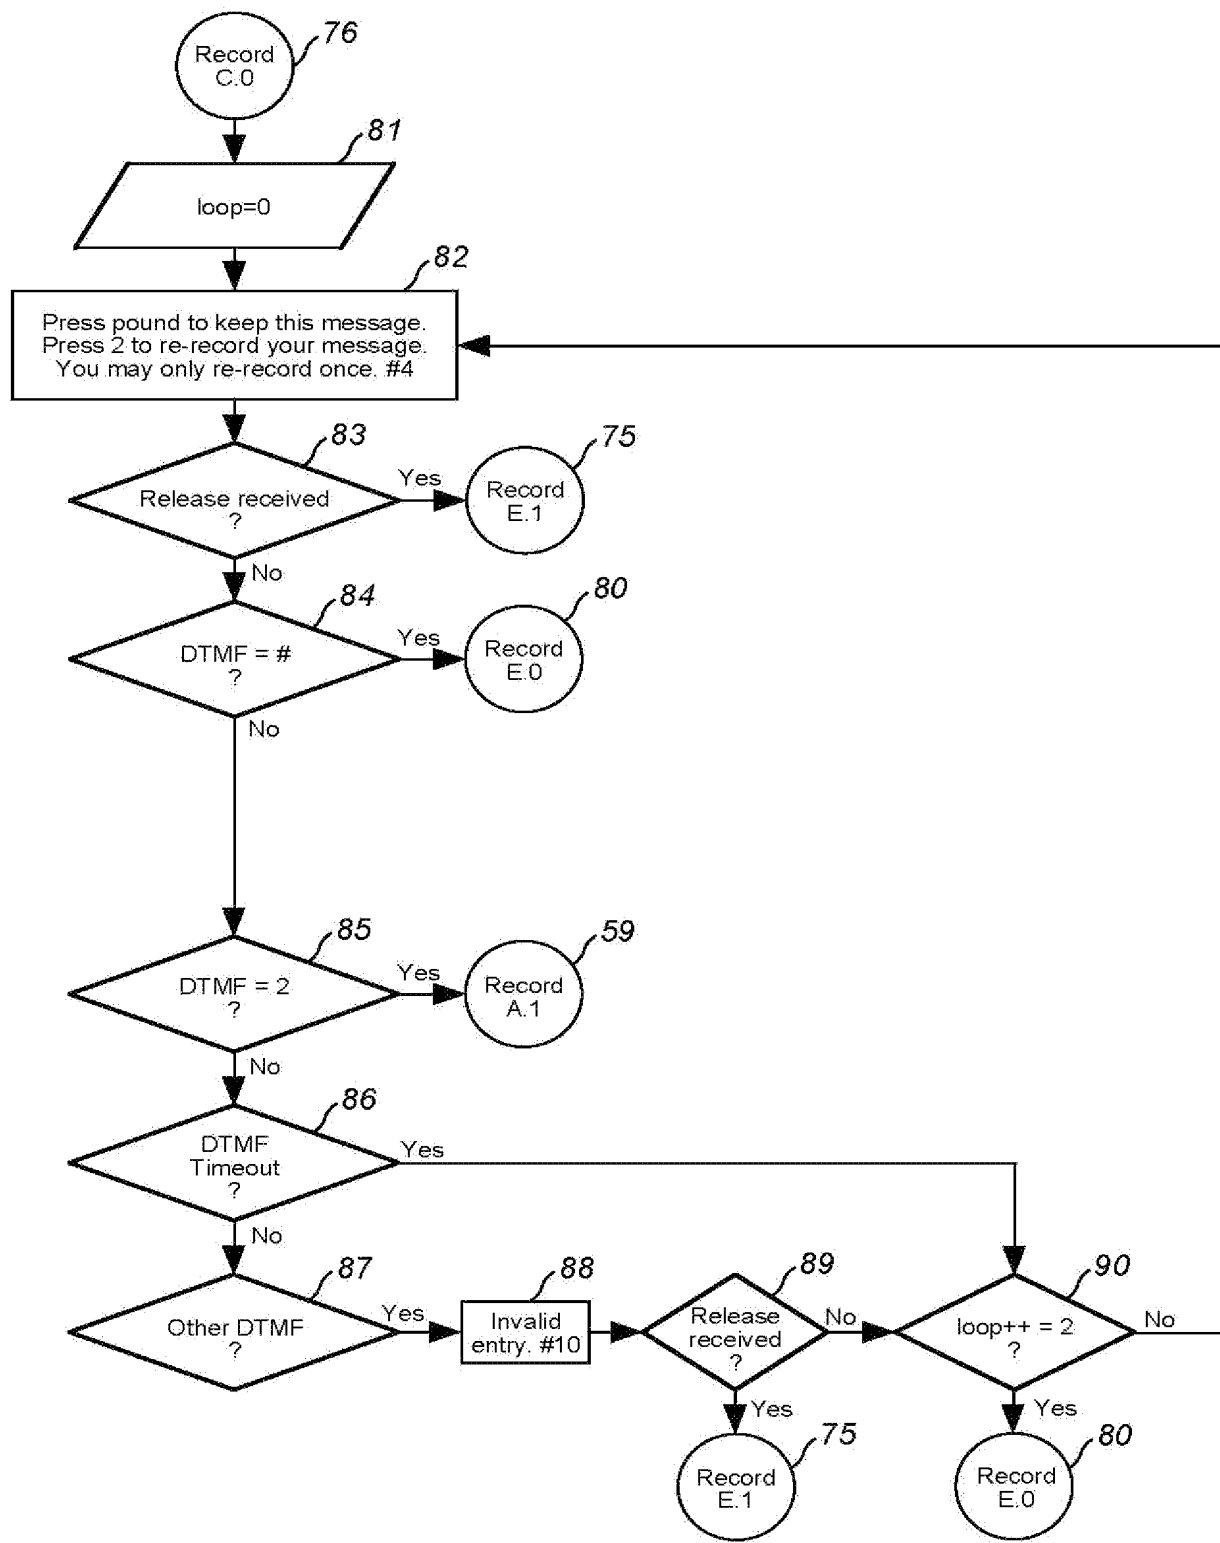 76
Record
C.0
81
loop=0
82
Press pound to keep this message.
Press 2 to re-record your message.
You may only re-record once. #4
83
Release received
?
Yes
75
Record
E.1
No
84
DTMF = #
?
Yes
80
Record
E.0
No
85
DTMF = 2
?
Yes
59
Record
A.1
No
86
DTMF
Timeout
?
Yes
No
87
Other DTMF
?
Yes
88
Invalid
entry. #10
89
Release
received
?
No
90
loop++ = 2
?
No
Yes
75
Record
E.1
Yes
80
Record
E.0